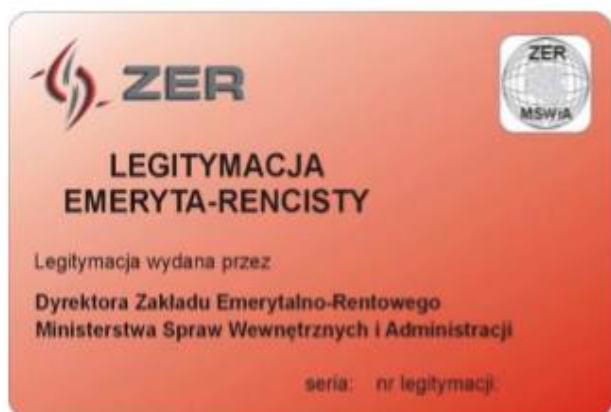 ZER
ZER
MSWiA
LEGITYMACJA
EMERYTA-RENCISTY
Legitymacja wydana przez
Dyrektora Zakładu Emerytalno-Rentowego
Ministerstwa Spraw Wewnętrznych i Administracji
seria: nr legitymacji: